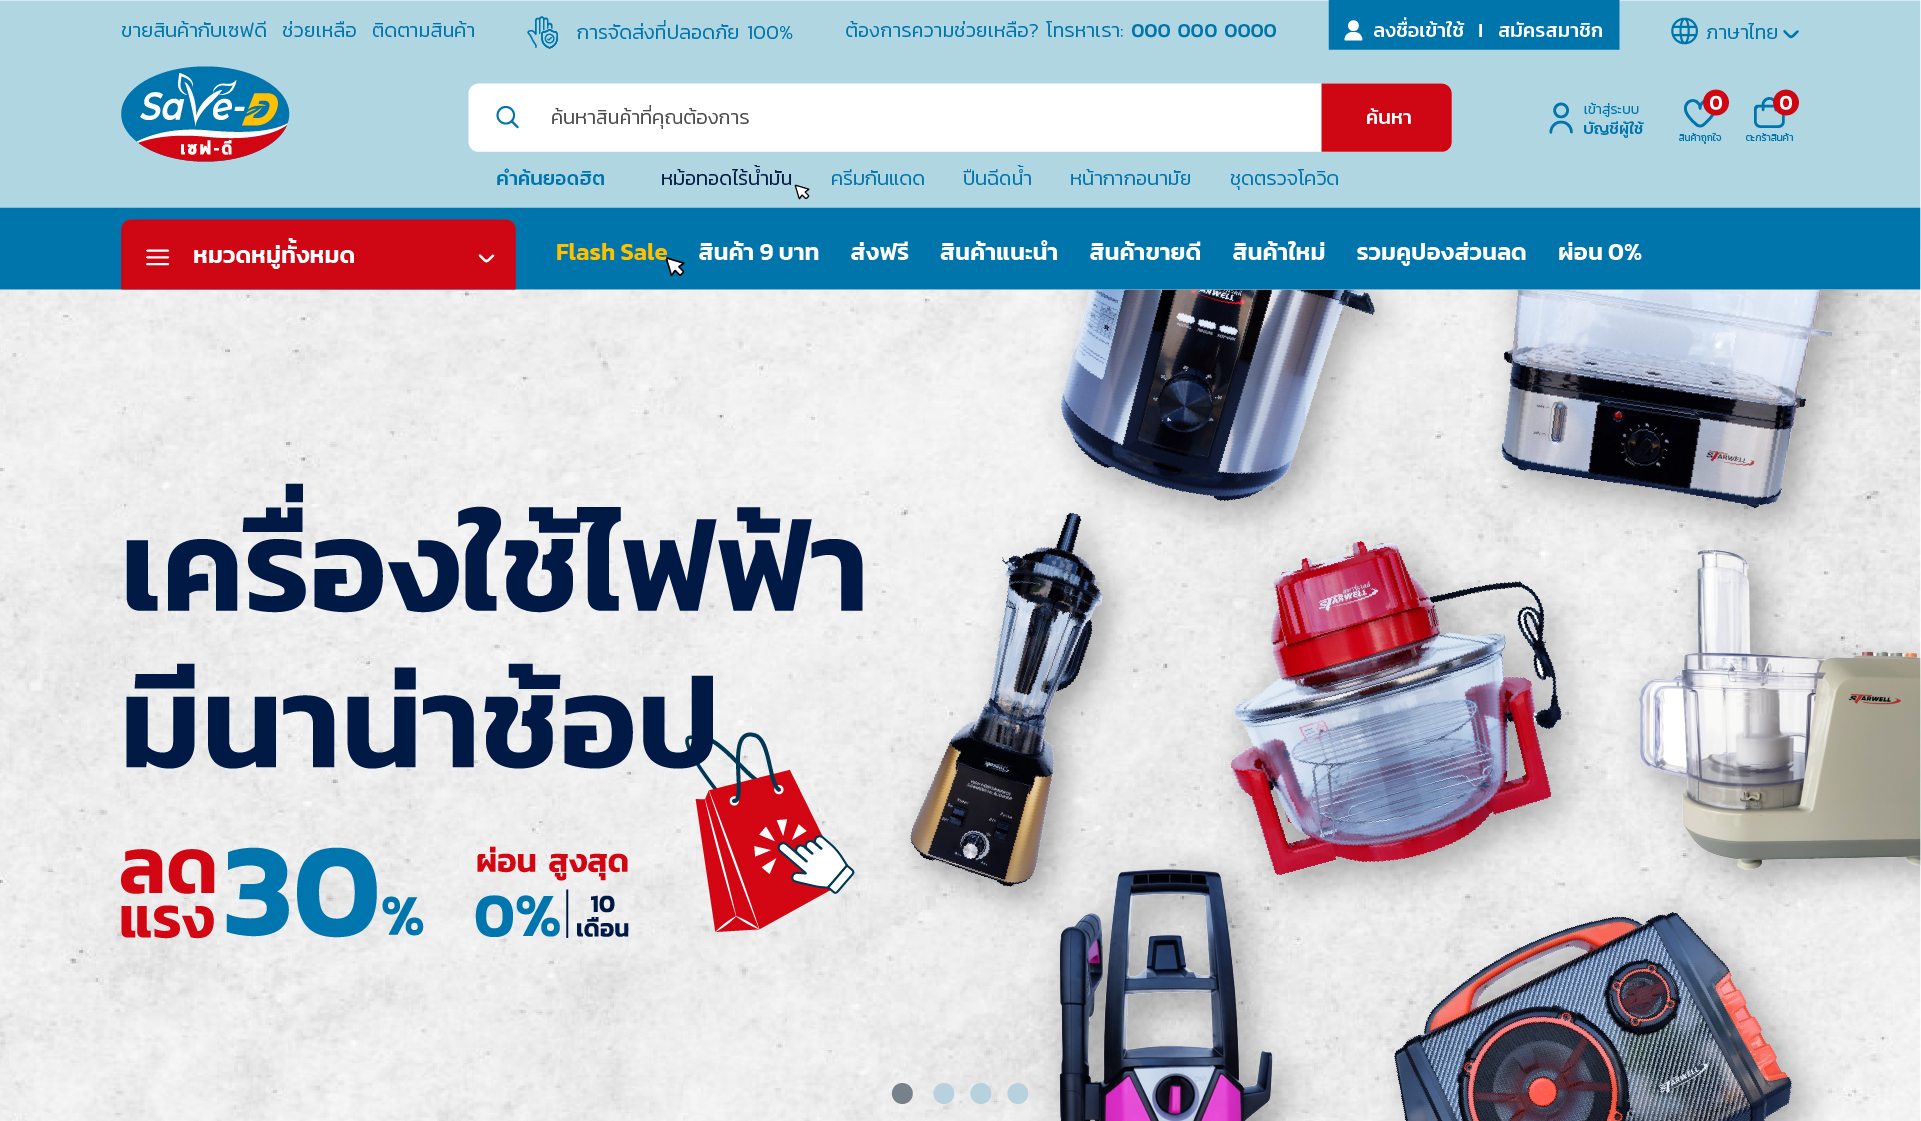 ขายสินค้ากับเซฟดี ช่วยเหลือ ติดตามสินค้า
การจัดส่งที่ปลอดภัย 100%
ต้องการความช่วยเหลือ? โทรหาเรา: 000 000 0000
ลงชื่อเข้าใช้ | สมัครสมาชิก
ภาษาไทย
SaVe-D
เซฟ-ดี
ค้นหาสินค้าที่คุณต้องการ
ค้นหา
เข้าสู่ระบบ
บัญชีผู้ใช้
0
สินค้าถูกใจ
0
ตะกร้าสินค้า
คำค้นยอดฮิต หม้อทอดไร้น้ำมัน ครีมกันแดด ปืนฉีดน้ำ หน้ากากอนามัย ชุดตรวจโควิด
หมวดหมู่ทั้งหมด
Flash Sale สินค้า 9 บาท ส่งฟรี สินค้าแนะนำ สินค้าขายดี สินค้าใหม่ รวมคูปองส่วนลด ผ่อน 0%
เครื่องใช้ไฟฟ้า
มีนาน่าช้อป
ลด
แรง
30%
ผ่อน สูงสุด
0%
10
เดือน
STARWELL
STARWELL
STARWELL
STARWELL
STARWELL